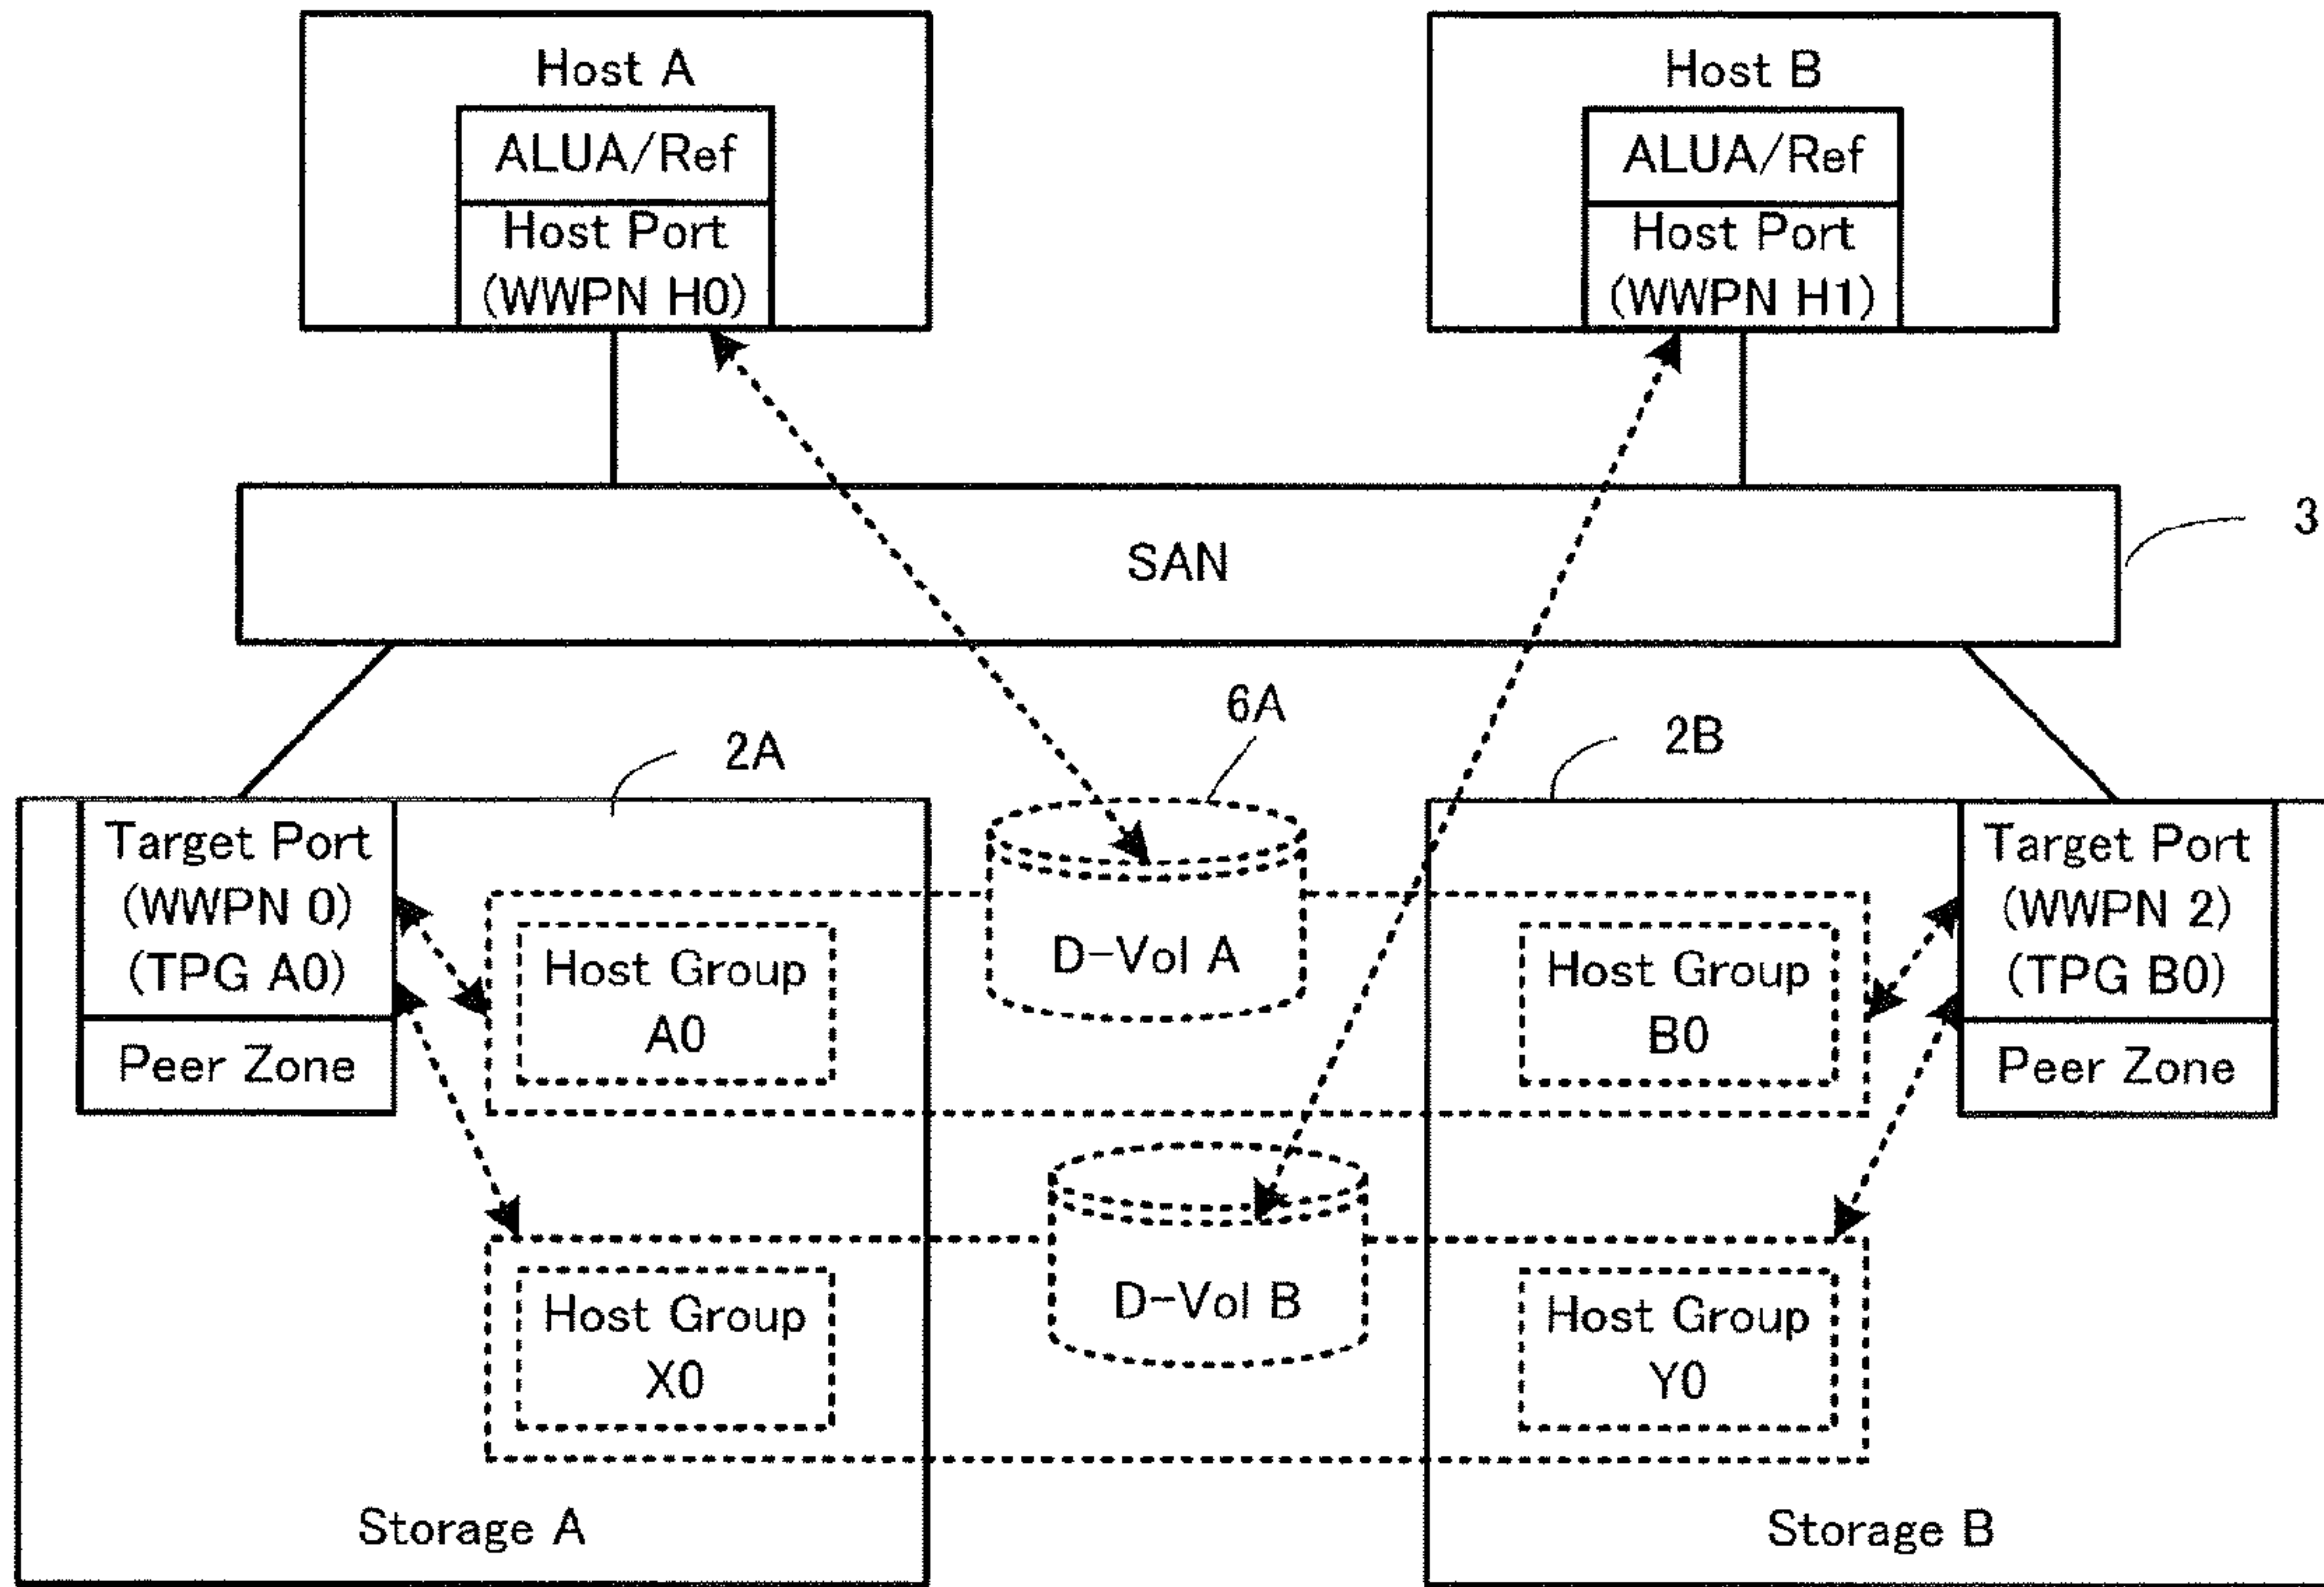 Host A
ALUA/Ref
Host Port
(WWPN H0)
Host B
ALUA/Ref
Host Port
(WWPN H1)
SAN
3
6A
2A
2B
Target Port
(WWPN 0)
(TPG A0)
Peer Zone
Host Group
A0
D-Vol A
Host Group
B0
Target Port
(WWPN 2)
(TPG B0)
Peer Zone
Host Group
X0
D-Vol B
Host Group
Y0
Storage A
Storage B